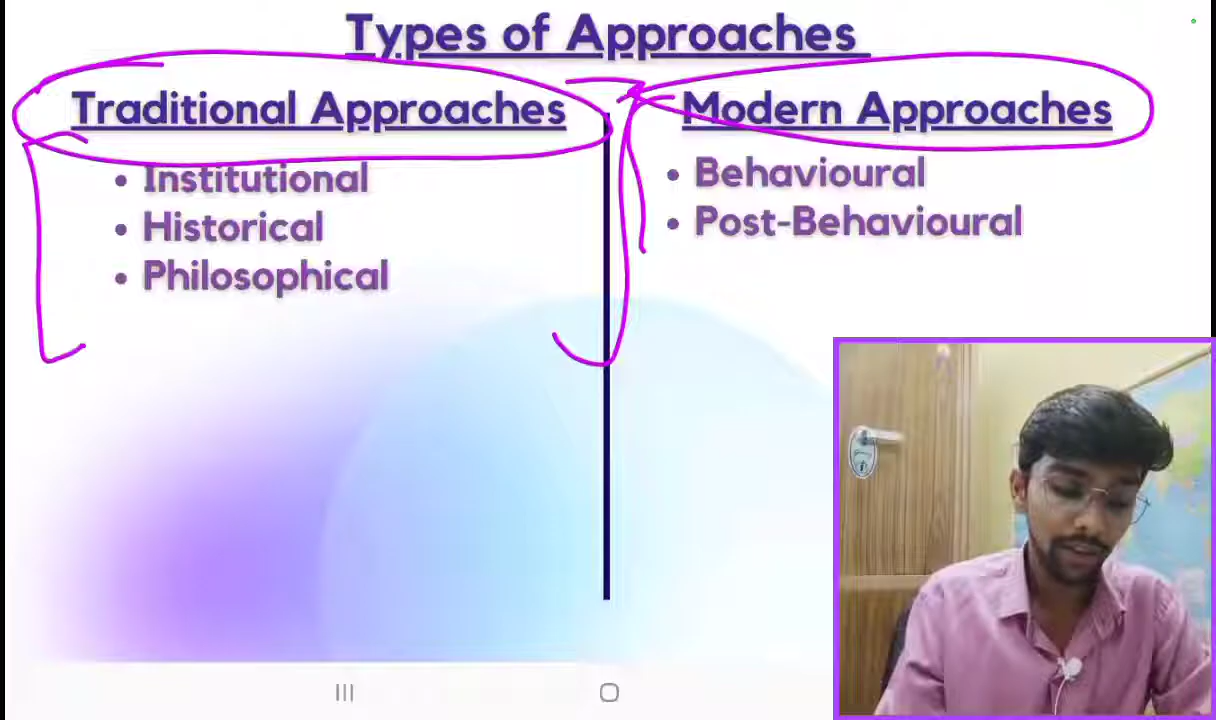 Types of Approaches
Traditional Approaches
• Institutional
• Historical
• Philosophical
Modern Approaches
• Behavioural
• Post-Behavioural